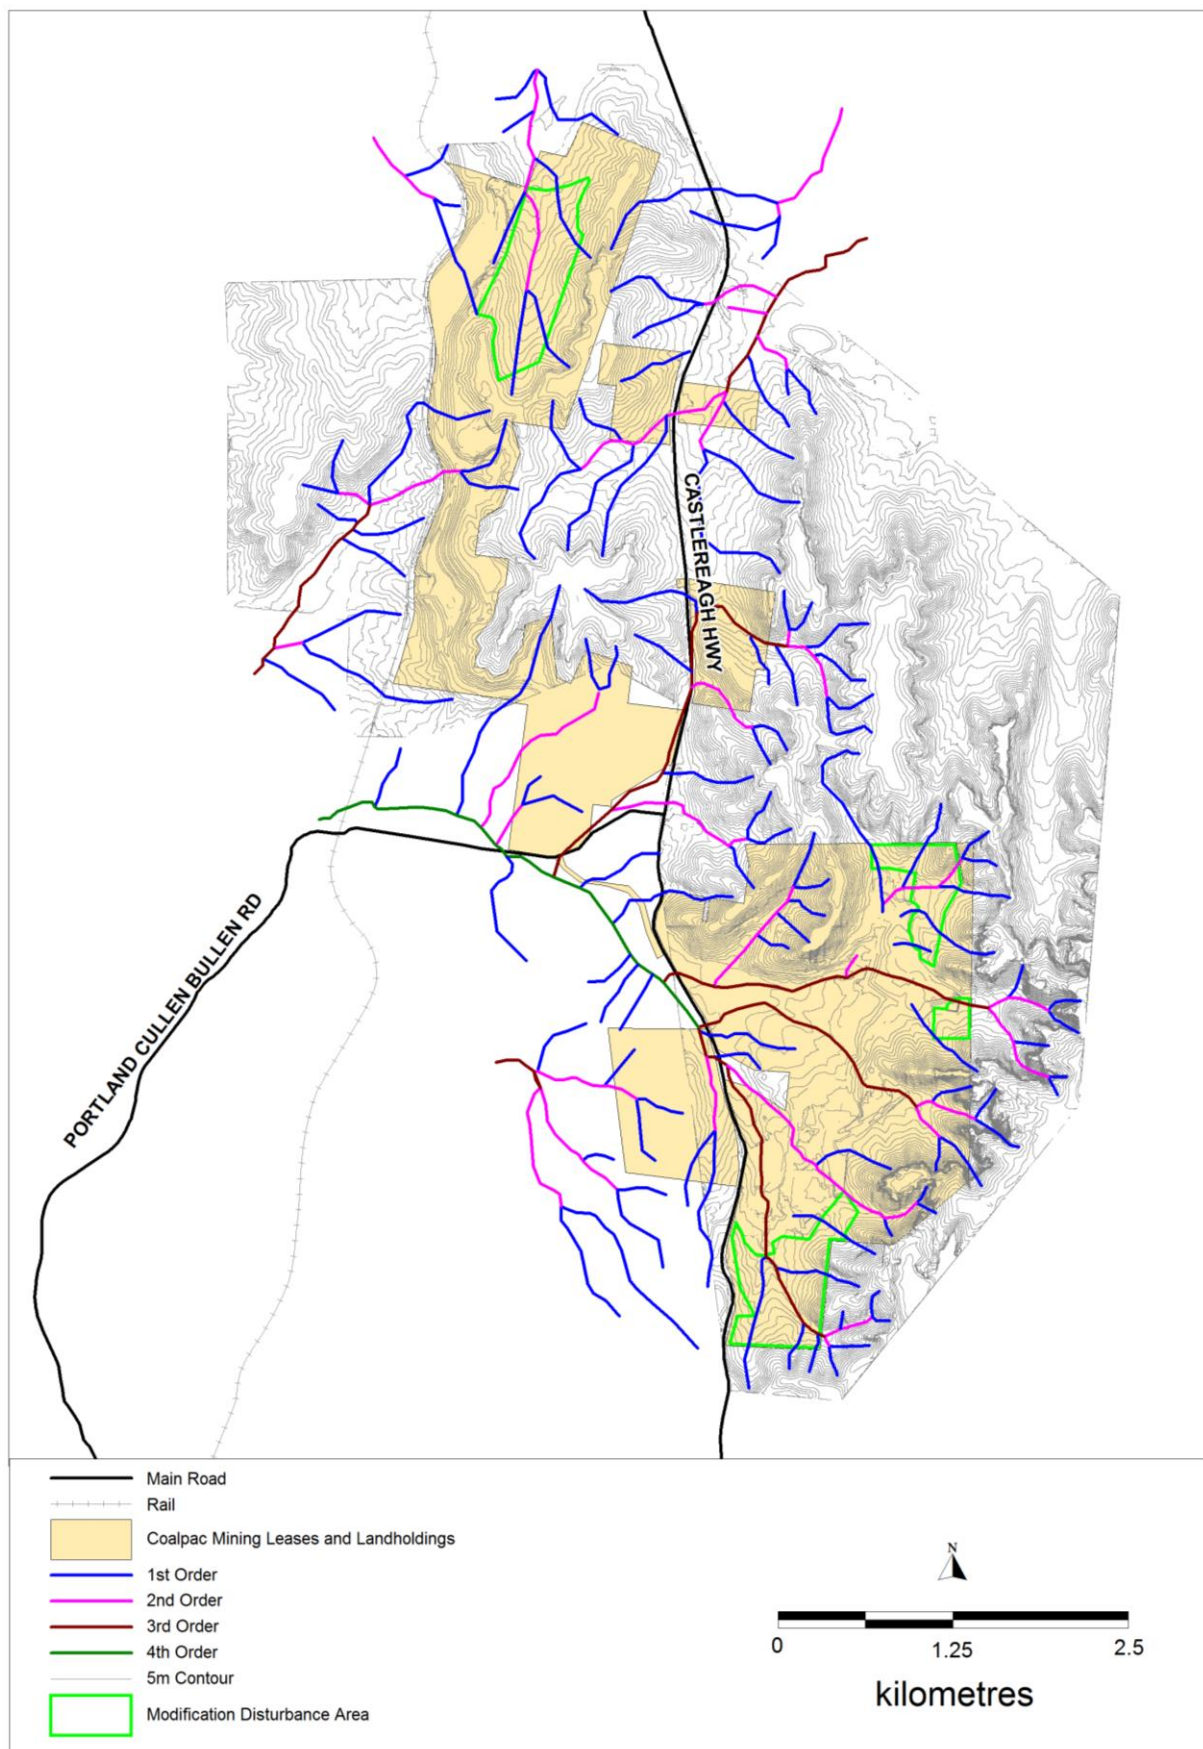 CASTLEREAGH HWY
PORTLAND CULLEN BULLEN RD
Main Road
Rail
Coalpac Mining Leases and Landholdings
1st Order
2nd Order
3rd Order
4th Order
5m Contour
Modification Disturbance Area
N
0
1.25
2.5
kilometres